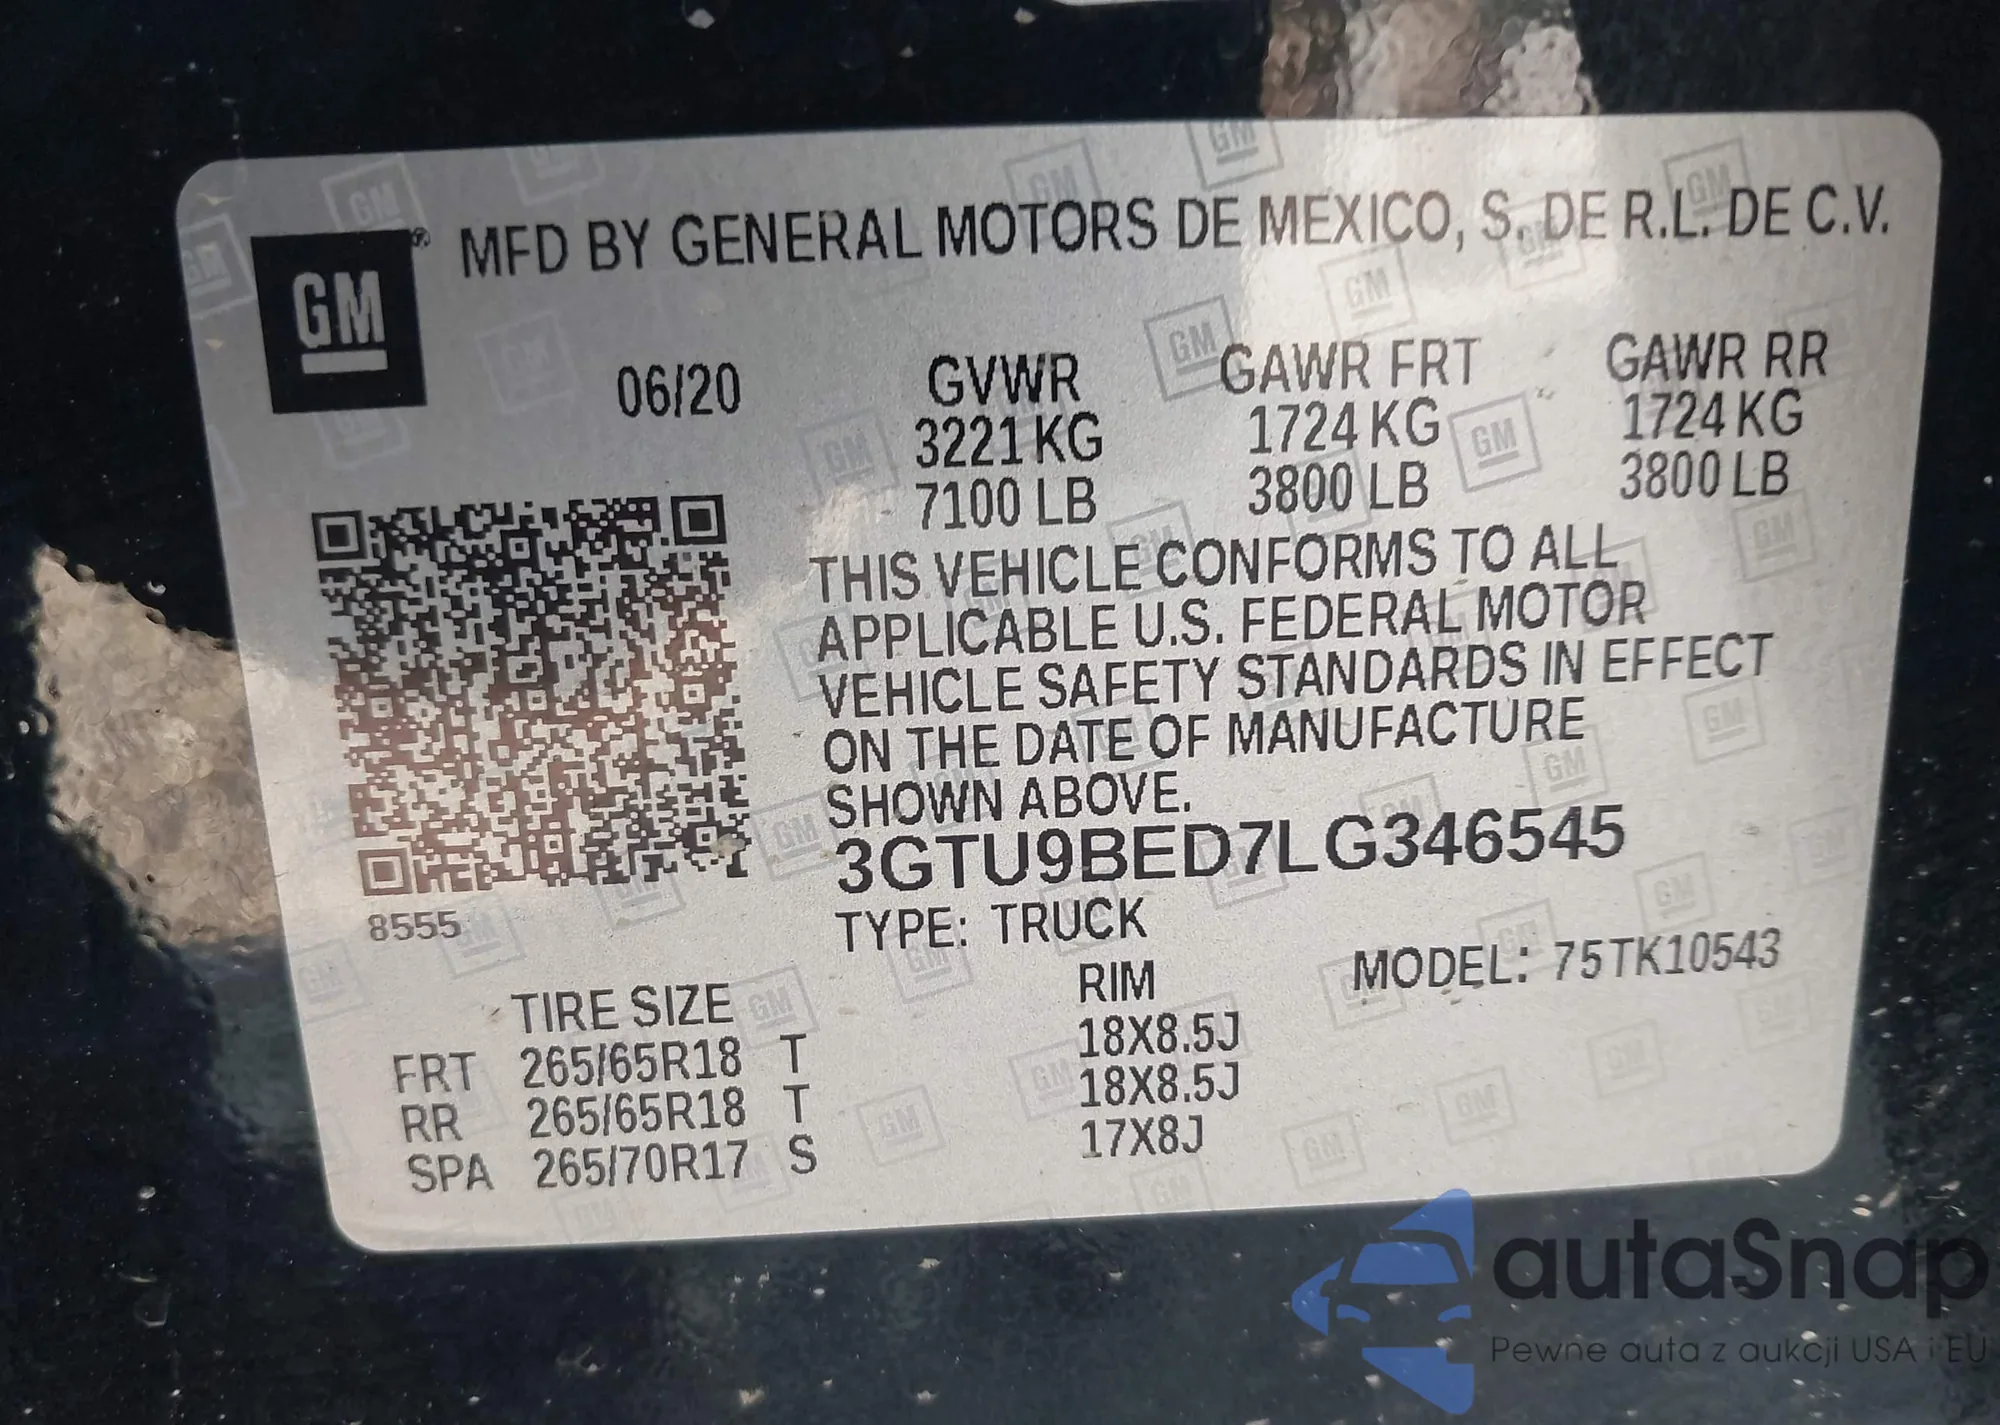 GM® MFD BY GENERAL MOTORS DE MEXICO, S. DE R.L. DE C.V.
06/20 GVWR GAWR FRT GAWR RR
3221 KG 1724 KG 1724 KG
7100 LB 3800 LB 3800 LB
THIS VEHICLE CONFORMS TO ALL
APPLICABLE U.S. FEDERAL MOTOR
VEHICLE SAFETY STANDARDS IN EFFECT
ON THE DATE OF MANUFACTURE
SHOWN ABOVE.
3GTU9BED7LG346545
8555
TYPE: TRUCK
MODEL: 75TK10543
TIRE SIZE RIM
FRT 265/65R18 T 18X8.5J
RR 265/65R18 T 18X8.5J
SPA 265/70R17 S 17X8J
autaSnap
Pewne auta z aukcji USA i EU